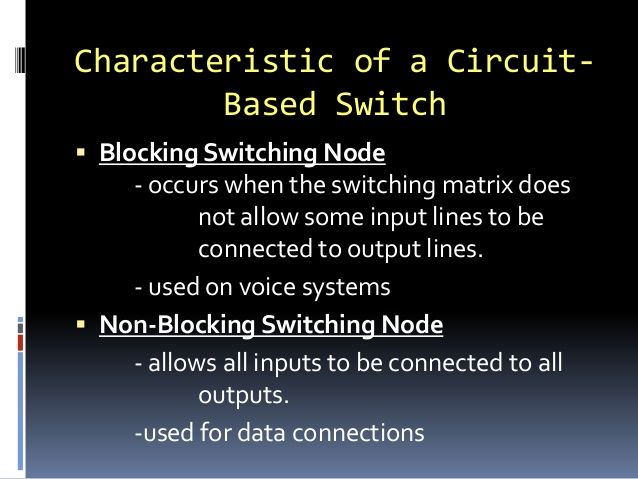 Characteristic of a Circuit-
Based Switch
▪ Blocking Switching Node
- occurs when the switching matrix does
not allow some input lines to be
connected to output lines.
- used on voice systems
▪ Non-Blocking Switching Node
- allows all inputs to be connected to all
outputs.
-used for data connections